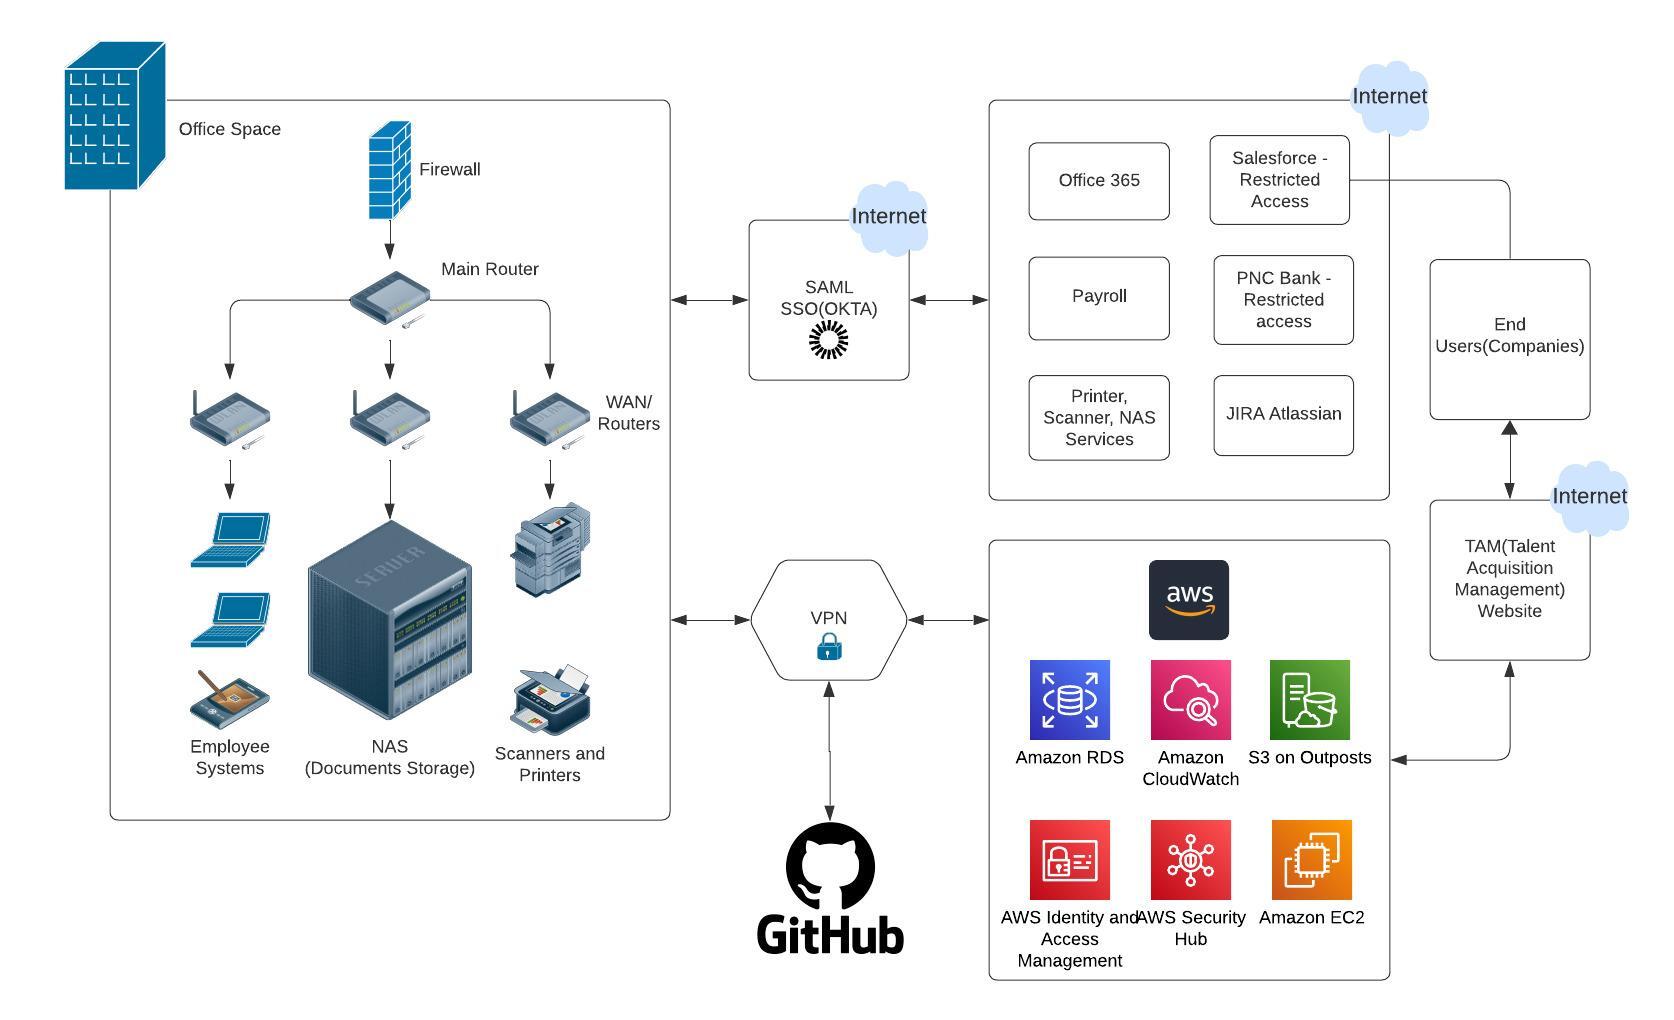 Office Space
Firewall
Main Router
WAN/
Routers
WLAN
WLAN
WLAN
SERVER
Employee
Systems
NAS
(Documents Storage)
Scanners and
Printers
Internet
SAML
SSO(OKTA)
VPN
GitHub
Internet
Office 365
Salesforce -
Restricted
Access
Payroll
PNC Bank -
Restricted
access
Printer,
Scanner, NAS
Services
JIRA Atlassian
End
Users(Companies)
Internet
TAM(Talent
Acquisition
Management)
Website
aws
Amazon RDS
Amazon
CloudWatch
S3 on Outposts
AWS Identity and
Access
Management
AWS Security
Hub
Amazon EC2